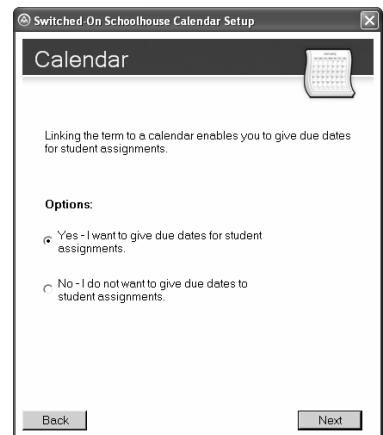 Switched-On Schoolhouse Calendar Setup
Calendar
Linking the term to a calendar enables you to give due dates
for student assignments.
Options:
Yes - I want to give due dates for student
assignments.
No - I do not want to give due dates to
student assignments.
Back
Next